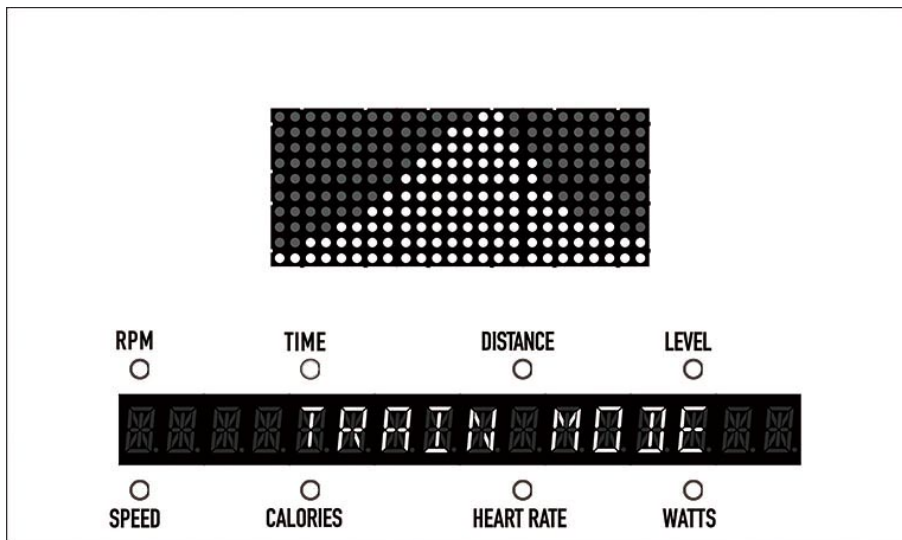 RPM TIME DISTANCE LEVEL
TRAIN MODE
SPEED CALORIES HEART RATE WATTS